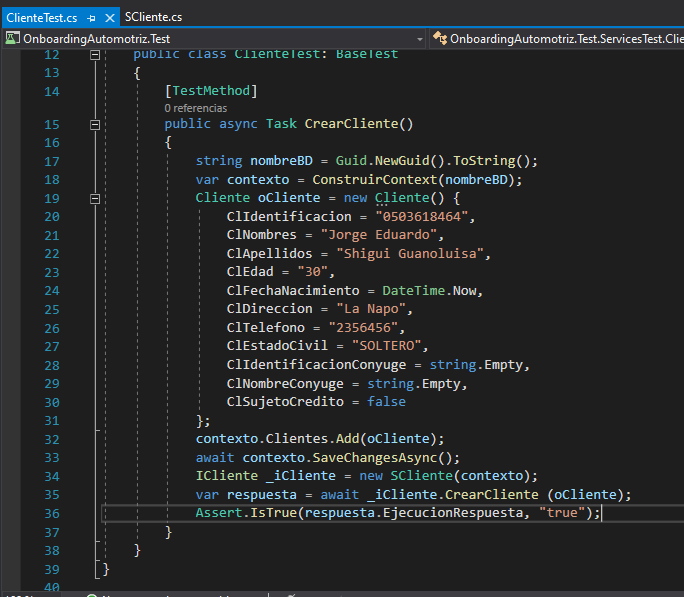 ClienteTest.cs
SCliente.cs
OnboardingAutomotriz.Test
OnboardingAutomotriz.Test.ServicesTest.Clie
12 public class ClienteTest: BaseTest
13 {
14 [TestMethod]
0 referencias
15 public async Task CrearCliente()
16 {
17 string nombreBD = Guid.NewGuid().ToString();
18 var contexto = ConstruirContext(nombreBD);
19 Cliente oCliente = new Cliente() {
20 ClIdentificacion = "0503618464",
21 ClNombres = "Jorge Eduardo",
22 ClApellidos = "Shigui Guanoluisa",
23 ClEdad = "30",
24 ClFechaNacimiento = DateTime.Now,
25 ClDireccion = "La Napo",
26 ClTelefono = "2356456",
27 ClEstadoCivil = "SOLTERO",
28 ClIdentificacionConyuge = string.Empty,
29 ClNombreConyuge = string.Empty,
30 ClSujetoCredito = false
31 };
32 contexto.Clientes.Add(oCliente);
33 await contexto.SaveChangesAsync();
34 ICliente _iCliente = new SCliente(contexto);
35 var respuesta = await _iCliente.CrearCliente (oCliente);
36 Assert.IsTrue(respuesta.EjecucionRespuesta, "true");
37 }
38 }
39 }
40